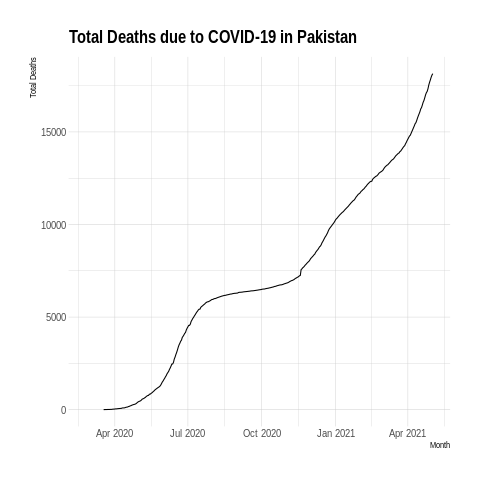 Total Deaths due to COVID-19 in Pakistan
Total Deaths
15000
10000
5000
0
Apr 2020 Jul 2020 Oct 2020 Jan 2021 Apr 2021
Month